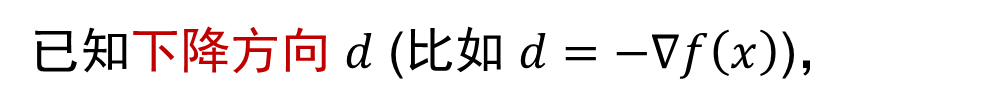 已知下降方向 d (比如 d = −∇f(x)),